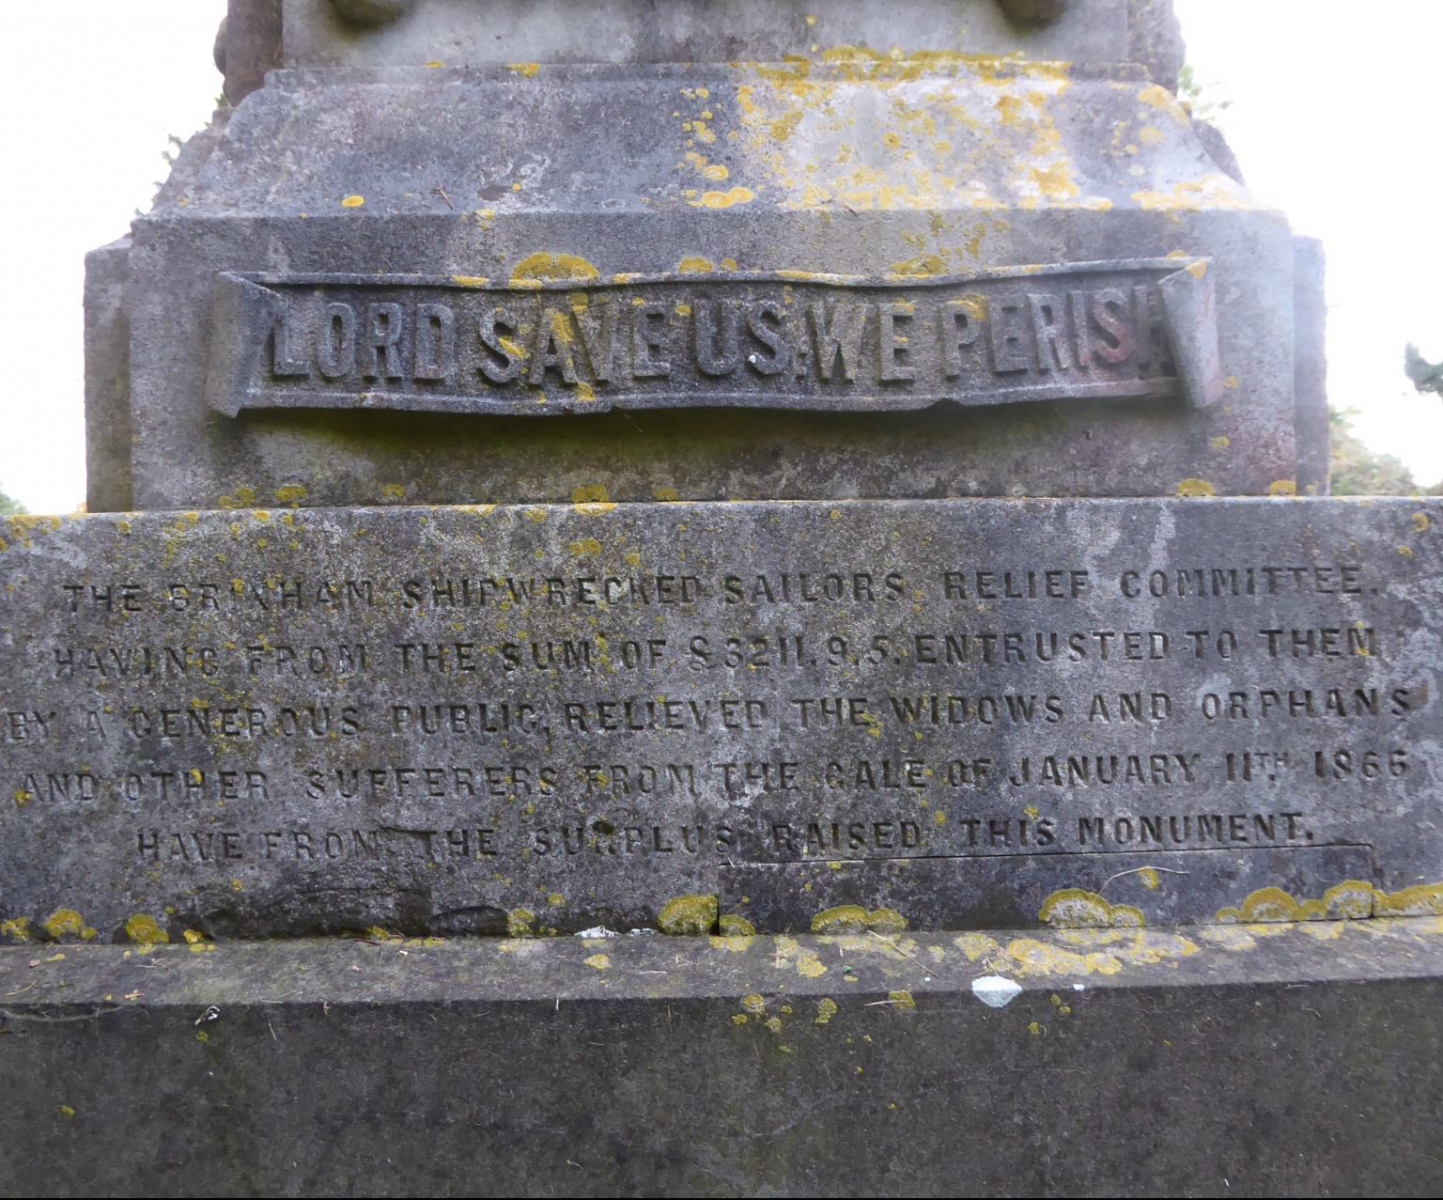 LORD SAVE US. WE PERISH
THE BRIXHAM SHIPWRECKED SAILORS RELIEF COMMITTEE.
HAVING FROM THE SUM OF £3211.9.5. ENTRUSTED TO THEM
BY A GENEROUS PUBLIC, RELIEVED THE WIDOWS AND ORPHANS
AND OTHER SUFFERERS FROM THE GALE OF JANUARY 11TH 1866
HAVE FROM THE SURPLUS RAISED THIS MONUMENT.